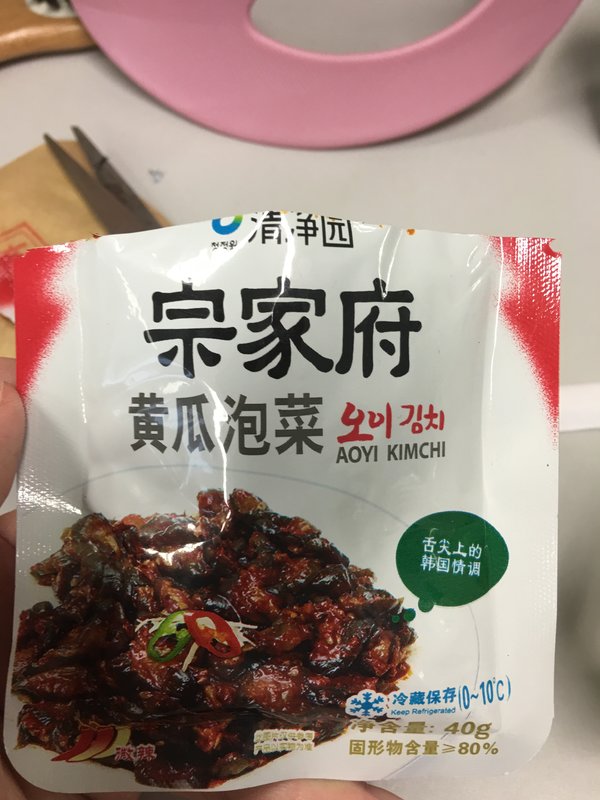 청정원 清净园
宗家府
黄瓜泡菜 오이김치
AOYI KIMCHI
舌尖上的
韩国情调
冷藏保存(0~10℃)
Keep Refrigerated
净含量: 40g
固形物含量≥80%
微辣